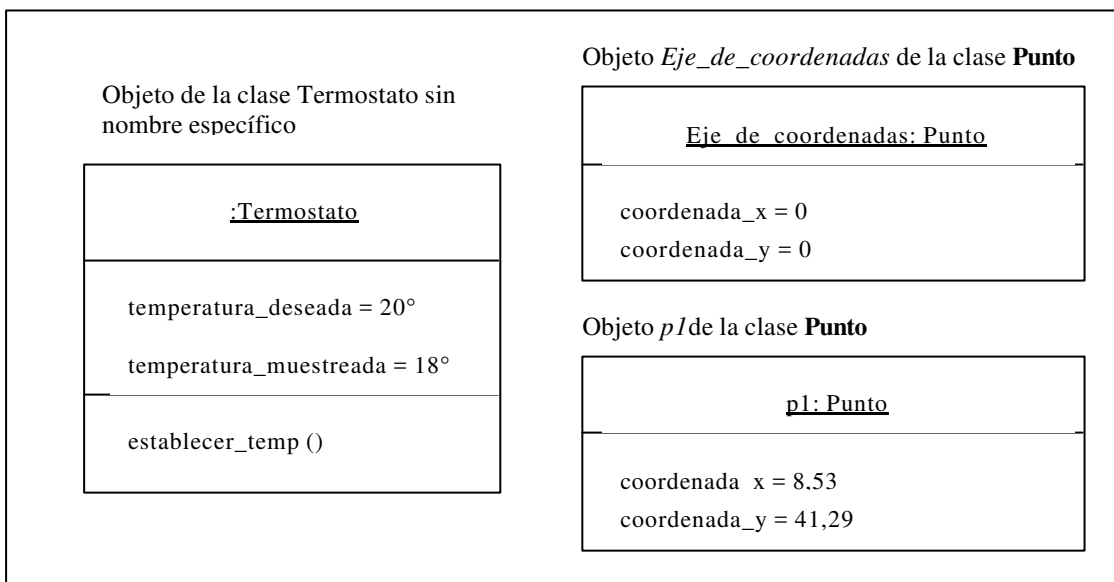 Objeto de la clase Termostato sin
nombre específico
:Termostato
temperatura_deseada = 20°
temperatura_muestreada = 18°
establecer_temp ()
Objeto Eje_de_coordenadas de la clase Punto
Eje_de_coordenadas: Punto
coordenada_x = 0
coordenada_y = 0
Objeto p1de la clase Punto
p1: Punto
coordenada_x = 8,53
coordenada_y = 41,29